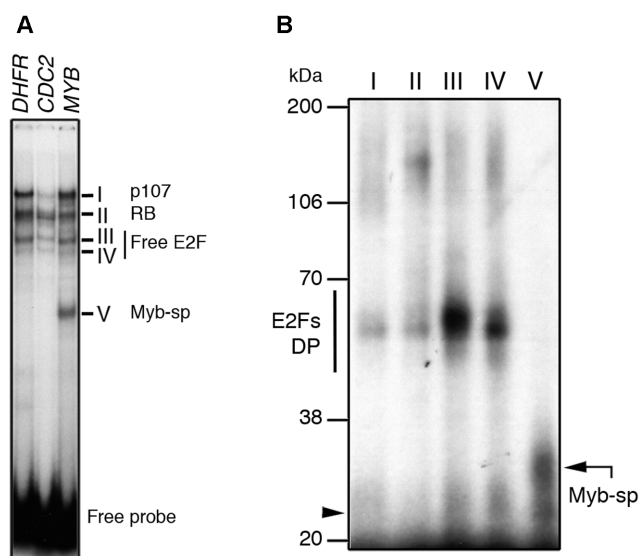 A
DHFR
CDC2
MYB
I p107
II RB
III Free E2F
IV
V Myb-sp
Free probe
B
kDa I II III IV V
200
106
70
E2Fs
DP
38
Myb-sp
20